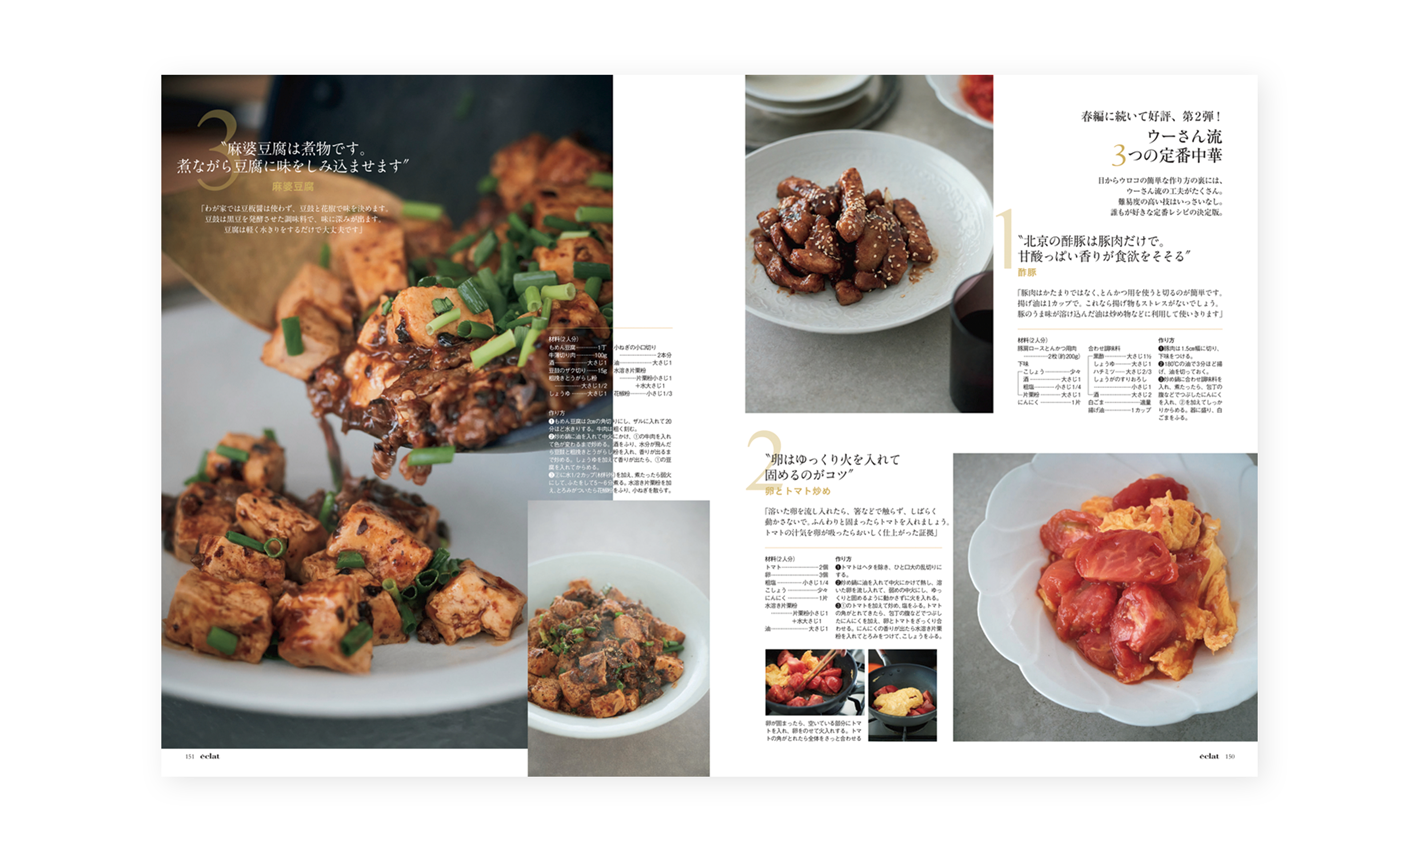 春編に続いて好評、第2弾！
ウーさん流
3つの定番中華
目からウロコの簡単な作り方の裏には、
ウーさん流の工夫がたくさん。
難易度の高い技はいっさいなし。
誰もが好きな定番レシピの決定版。
1
〝北京の酢豚は豚肉だけで。
甘酸っぱい香りが食欲をそそる〟
酢豚
「豚肉はかたまりではなく、とんかつ用を使うと切るのが簡単です。
揚げ油は1カップで、これなら揚げ物もストレスがないでしょう。
豚のうま味が溶け込んだ油は炒め物などに利用して使いきります」
材料(2人分)
豚肩ロースとんかつ用肉
2枚(約200g)
下味
こしょう 少々
酒 大さじ1
粗塩 小さじ1/4
片栗粉 大さじ1
にんにく 1片
合わせ調味料
黒酢 大さじ1½
しょうゆ 大さじ1
ハチミツ 大さじ2/3
しょうがのすりおろし
小さじ1
酒 大さじ2
白ごま 適量
揚げ油 1カップ
作り方
❶豚肉は1.5㎝幅に切り、
下味をつける。
❷180℃の油で3分ほど揚
げ、油を切っておく。
❸炒め鍋に合わせ調味料を
入れ、煮たったら、包丁の
腹などでつぶしたにんにく
を入れ、②を加えてしっか
りからめる。器に盛り、白
ごまをふる。
2
〝卵はゆっくり火を入れて
固めるのがコツ〟
卵とトマト炒め
「溶いた卵を流し入れたら、箸などで触らず、しばらく
動かさないで。ふんわりと固まったらトマトを入れましょう。
トマトの汁気を卵が吸ったらおいしく仕上がった証拠」
材料(2人分)
トマト 2個
卵 3個
粗塩 小さじ1/4
こしょう 少々
にんにく 1片
水溶き片栗粉
片栗粉小さじ1
＋水大さじ1
油 大さじ1
作り方
❶トマトはヘタを除き、ひと口大の乱切りに
する。
❷炒め鍋に油を入れて中火にかけて熱し、溶
いた卵を流し入れて、弱めの中火にし、ゆっ
くりと固めるように動かさずに火を入れる。
❸①のトマトを加えて炒め、塩をふる。トマト
の角がとれてきたら、包丁の腹などでつぶし
たにんにくを加え、卵とトマトをざっくり合
わせる。にんにくの香りが出たら水溶き片栗
粉を入れてとろみをつけて、こしょうをふる。
卵が固まったら、空いている部分にトマ
トを入れ、卵をのせて火入れする。トマ
トの角がとれたら全体をさっと合わせる
éclat 150
3
〝麻婆豆腐は煮物です。
煮ながら豆腐に味をしみ込ませます〟
麻婆豆腐
「わが家では豆板醤は使わず、豆鼓と花椒で味を決めます。
豆鼓は黒豆を発酵させた調味料で、味に深みが出ます。
豆腐は軽く水きりをするだけで大丈夫です」
材料(2人分)
もめん豆腐 1丁
牛薄切り肉 100g
酒 大さじ1
豆鼓のザク切り 15g
粗挽きとうがらし粉
大さじ1/2
しょうゆ 大さじ1
小ねぎの小口切り
2本分
油 大さじ1
水溶き片栗粉
片栗粉小さじ1
＋水大さじ1
花椒粉 小さじ1/3
作り方
❶もめん豆腐は2㎝の角切りにし、ザルに入れて20
分ほど水きりする。牛肉は粗く刻む。
❷炒め鍋に油を入れて中火にかけ、①の牛肉を入れ
て色が変わるまで炒める。酒をふり、水分が飛んだ
ら豆鼓と粗挽きとうがらし粉を入れ、香りが出るま
で炒める。しょうゆを加えて香りが出たら、①の豆
腐を入れてからめる。
❸②に水1/2カップ(材料外)を加え、煮たったら弱火
にして、ふたをして5〜6分煮る。水溶き片栗粉を加
え、とろみがついたら花椒粉をふり、小ねぎを散らす。
151 éclat